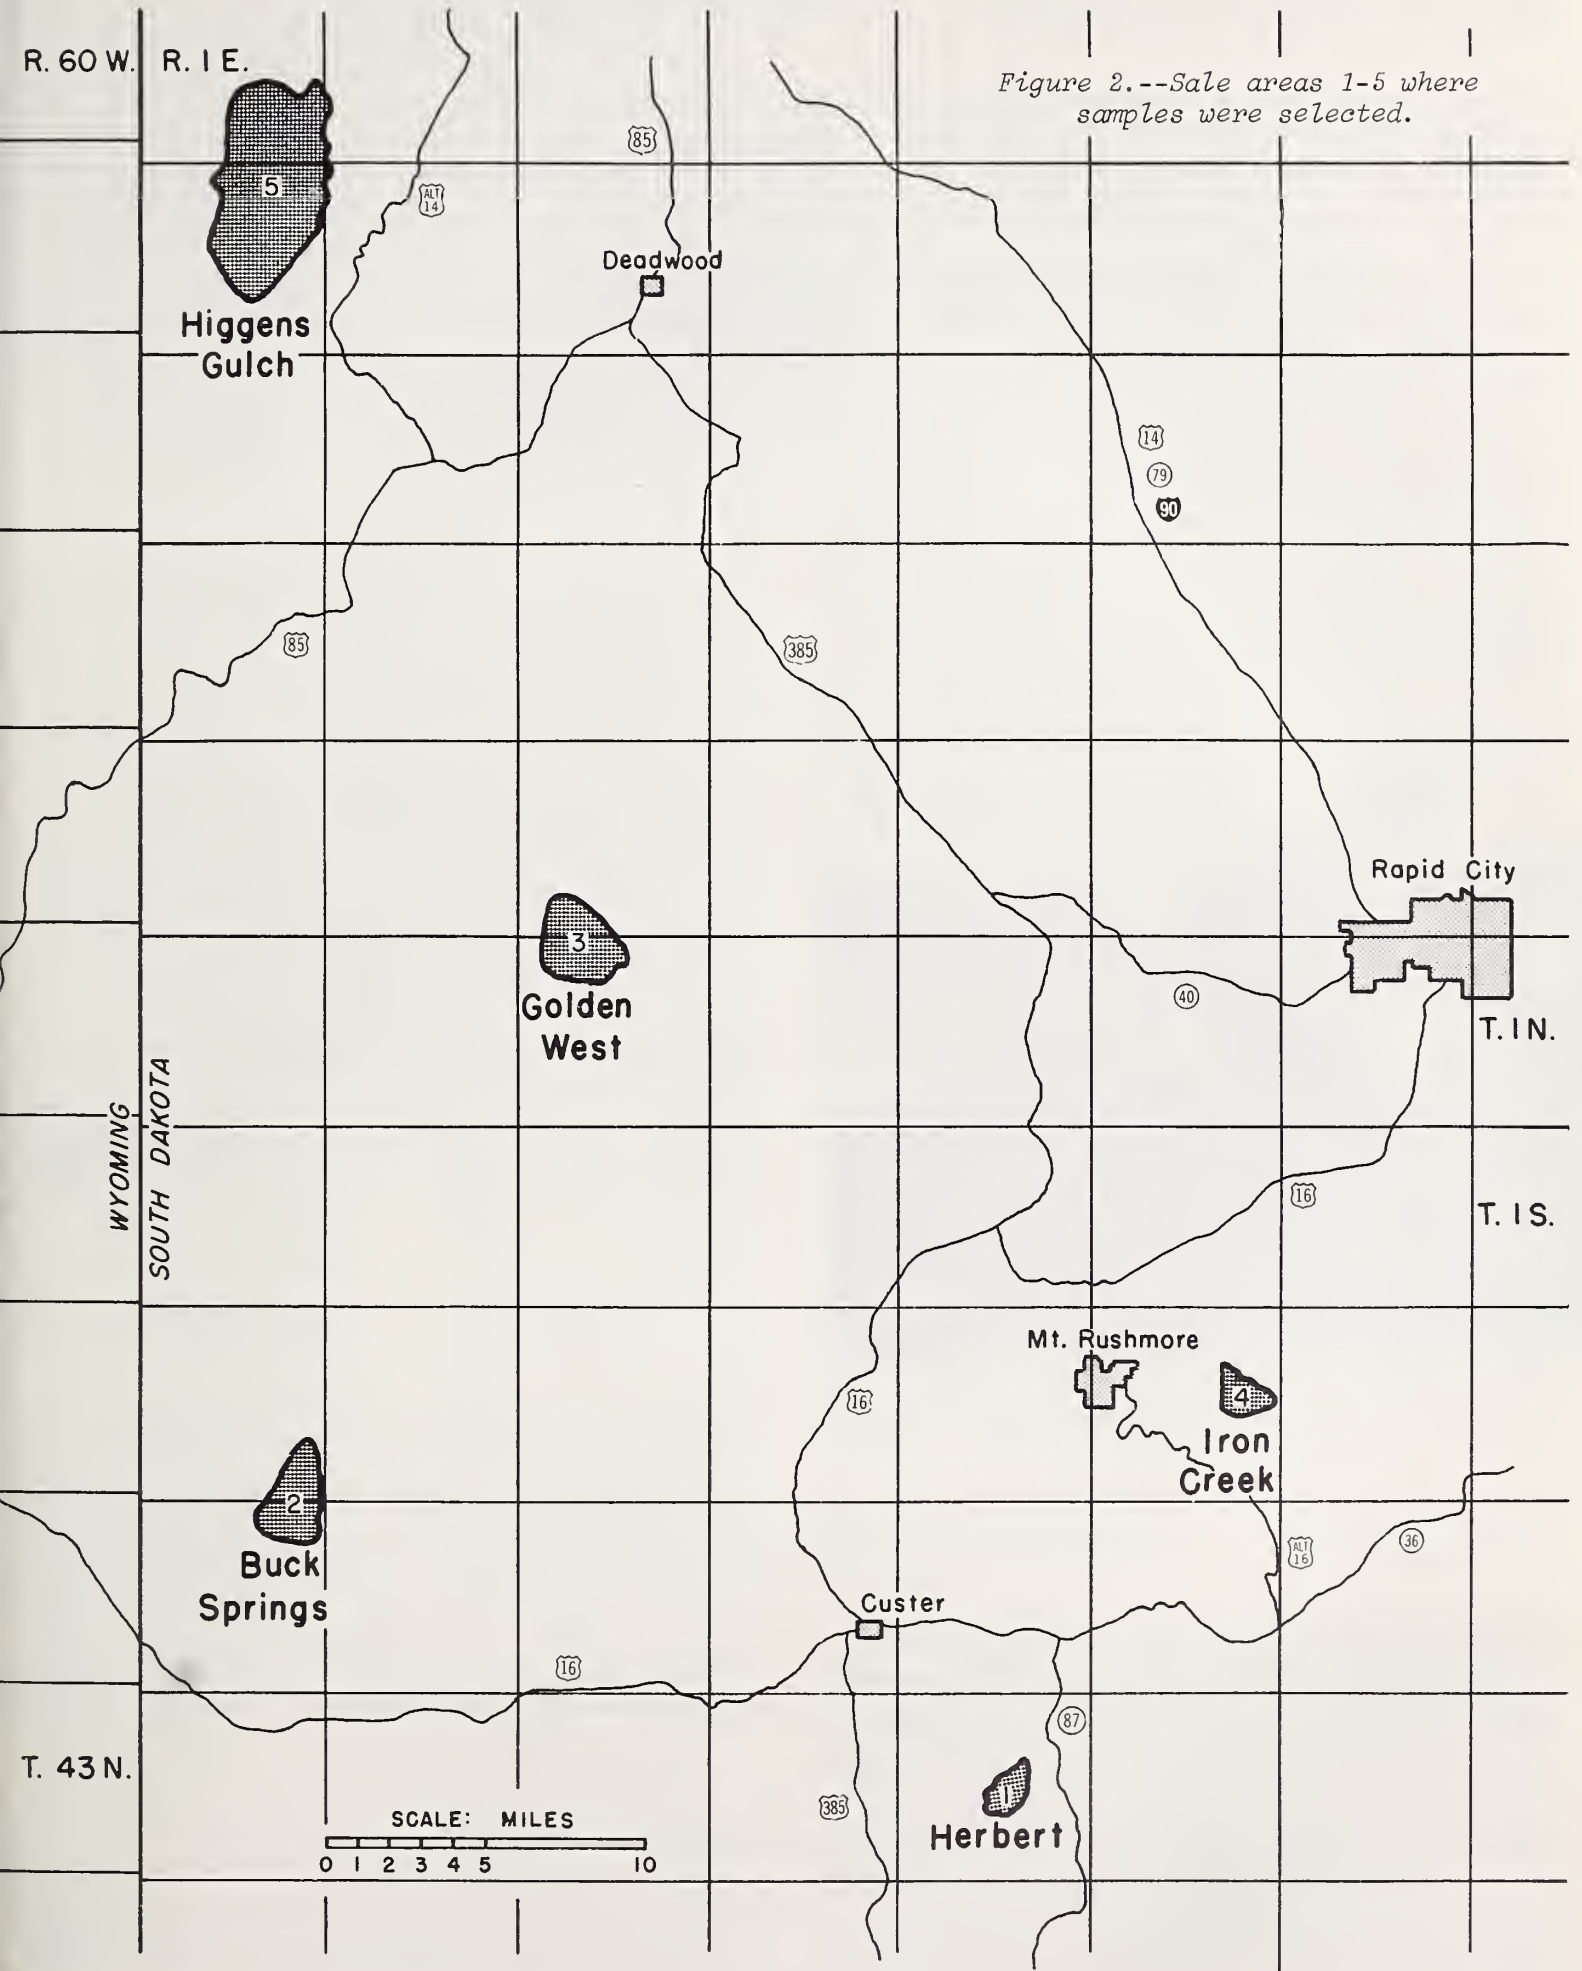 R. 60 W. R. 1 E.
Figure 2.--Sale areas 1-5 where
samples were selected.
85
5
ALT
14
Deadwood
Higgens
Gulch
14
79
90
85
385
Rapid City
3
Golden
West
40
T. 1 N.
WYOMING
SOUTH DAKOTA
16
T. 1 S.
Mt. Rushmore
4
16
Iron
Creek
2
Buck
Springs
36
ALT
16
Custer
16
87
T. 43 N.
1
385
SCALE: MILES
Herbert
0 1 2 3 4 5 10